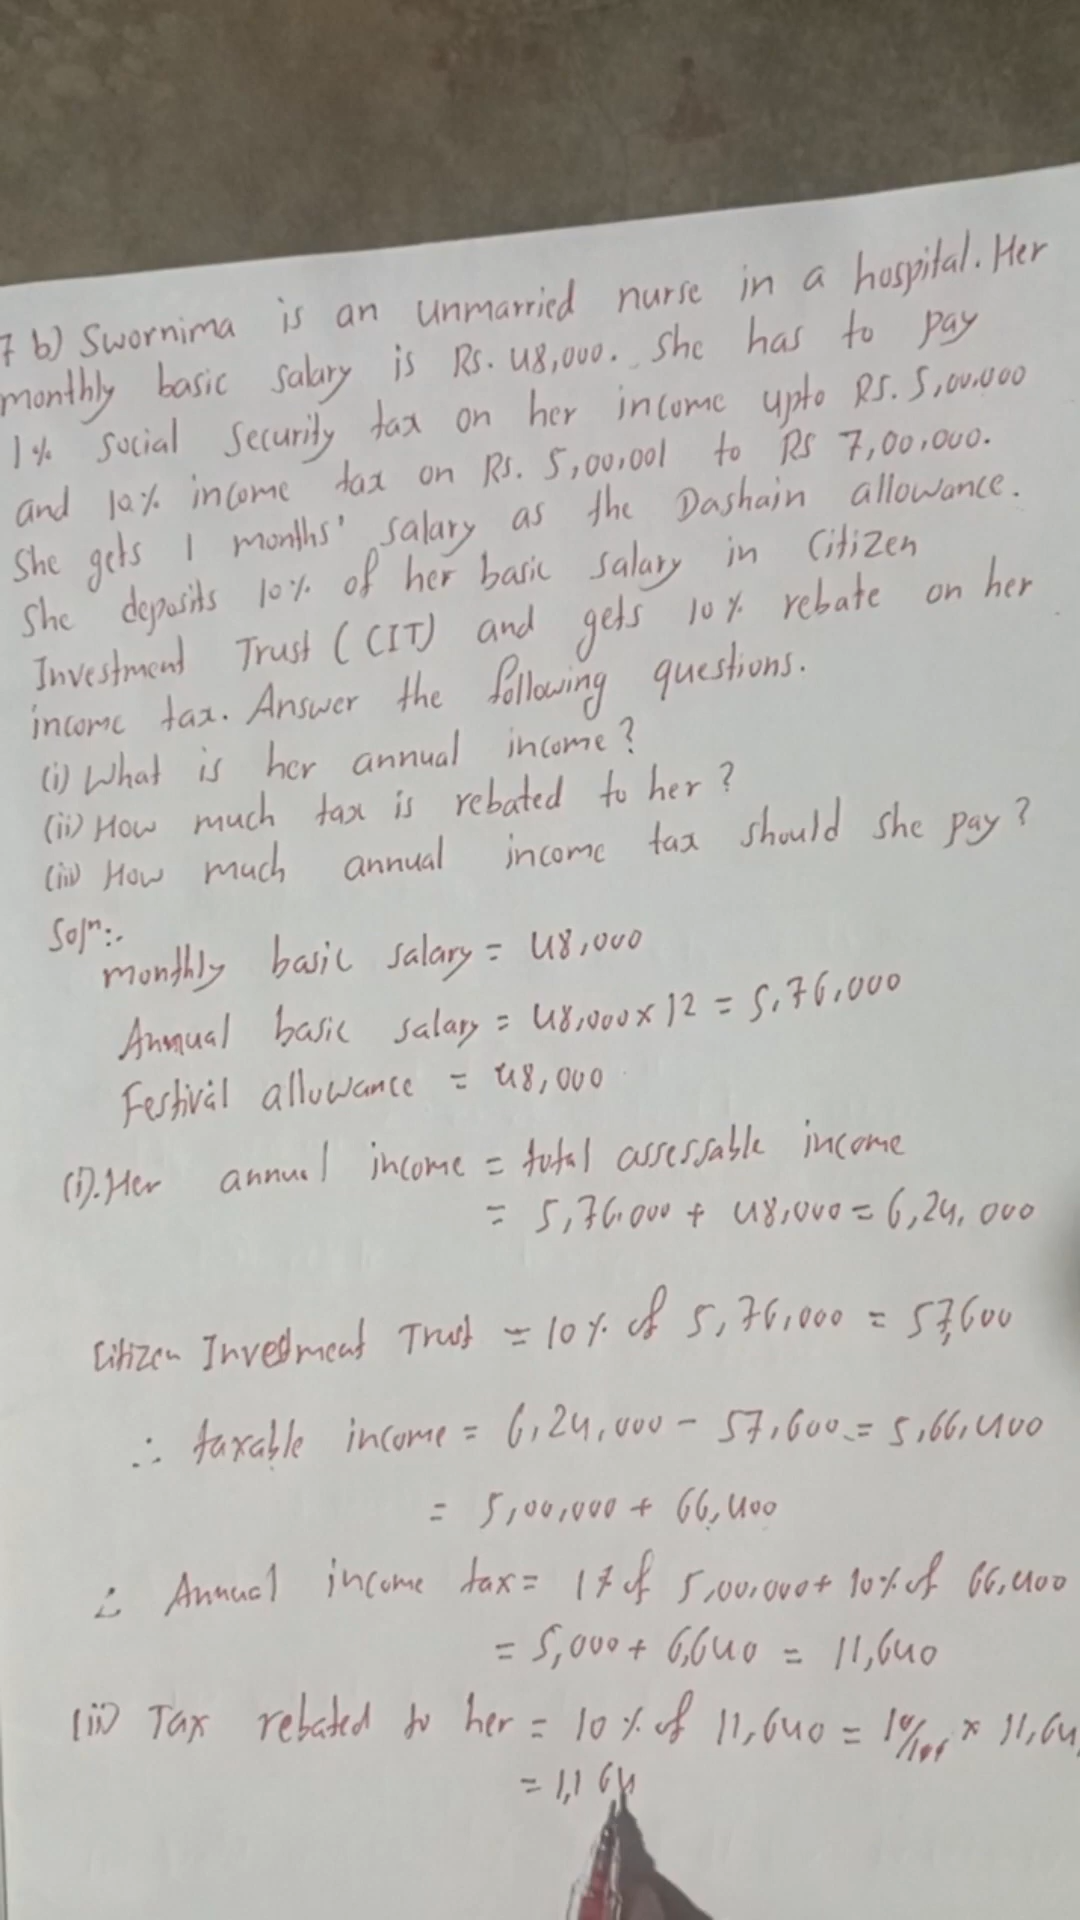 7 b) Swornima is an unmarried nurse in a hospital. Her
monthly basic salary is Rs. 48,000. She has to pay
1% Social Security tax on her income upto Rs. 5,00,000
and 10% income tax on Rs. 5,00,001 to Rs 7,00,000.
She gets 1 months' salary as the Dashain allowance.
She deposits 10% of her basic salary in Citizen
Investment Trust (CIT) and gets 10% rebate on her
income tax. Answer the following questions.
(i) What is her annual income?
(ii) How much tax is rebated to her?
(iii) How much annual income tax should she pay?
Solⁿ:-
monthly basic salary = 48,000
Annual basic salary = 48,000 × 12 = 5,76,000
Festival allowance = 48,000
(i). Her annual income = total assessable income
= 5,76,000 + 48,000 = 6,24,000
Citizen Investment Trust = 10% of 5,76,000 = 57,600
∴ taxable income = 6,24,000 - 57,600 = 5,66,400
= 5,00,000 + 66,400
∴ Annual income tax = 1% of 5,00,000 + 10% of 66,400
= 5,000 + 6,640 = 11,640
(ii) Tax rebated to her = 10% of 11,640 = 10/100 × 11,64
= 1,164